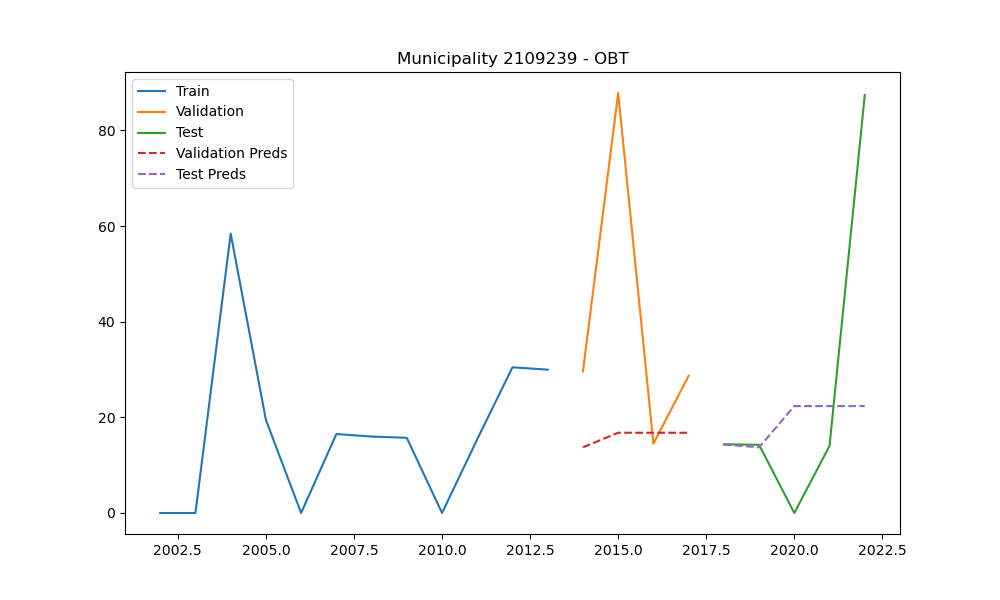 Municipality 2109239 - OBT
Train
Validation
Test
Validation Preds
Test Preds
80
60
40
20
0
2002.5 2005.0 2007.5 2010.0 2012.5 2015.0 2017.5 2020.0 2022.5